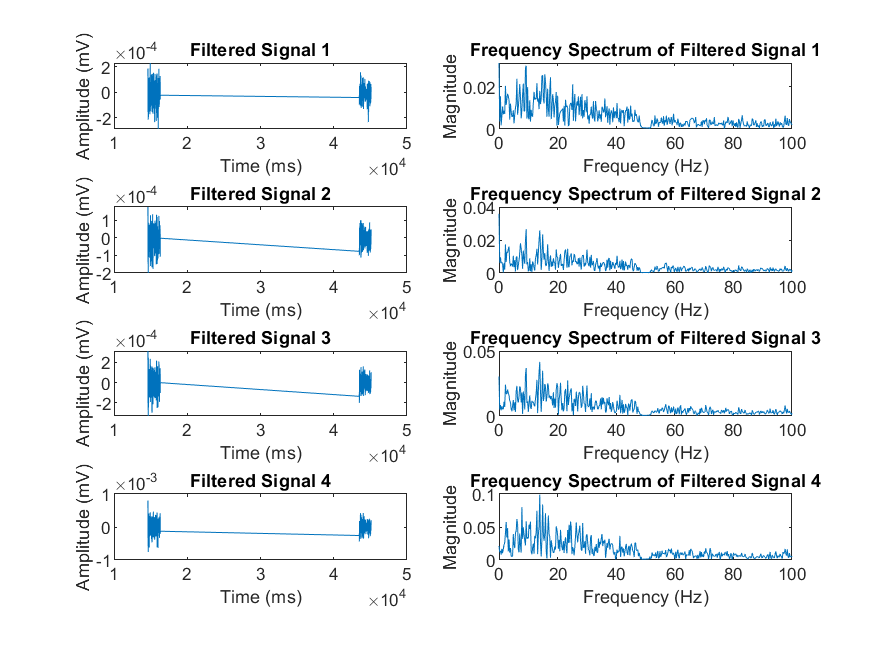 Filtered Signal 1
×10-4
Amplitude (mV)
2
0
-2
1 2 3 4 5
Time (ms)
×104
Frequency Spectrum of Filtered Signal 1
Magnitude
0.02
0
0 20 40 60 80 100
Frequency (Hz)
Filtered Signal 2
×10-4
Amplitude (mV)
1
0
-1
-2
1 2 3 4 5
Time (ms)
×104
Frequency Spectrum of Filtered Signal 2
Magnitude
0.04
0.02
0
0 20 40 60 80 100
Frequency (Hz)
Filtered Signal 3
×10-4
Amplitude (mV)
2
0
-2
1 2 3 4 5
Time (ms)
×104
Frequency Spectrum of Filtered Signal 3
Magnitude
0.05
0
0 20 40 60 80 100
Frequency (Hz)
Filtered Signal 4
×10-3
Amplitude (mV)
1
0
-1
1 2 3 4 5
Time (ms)
×104
Frequency Spectrum of Filtered Signal 4
Magnitude
0.1
0.05
0
0 20 40 60 80 100
Frequency (Hz)